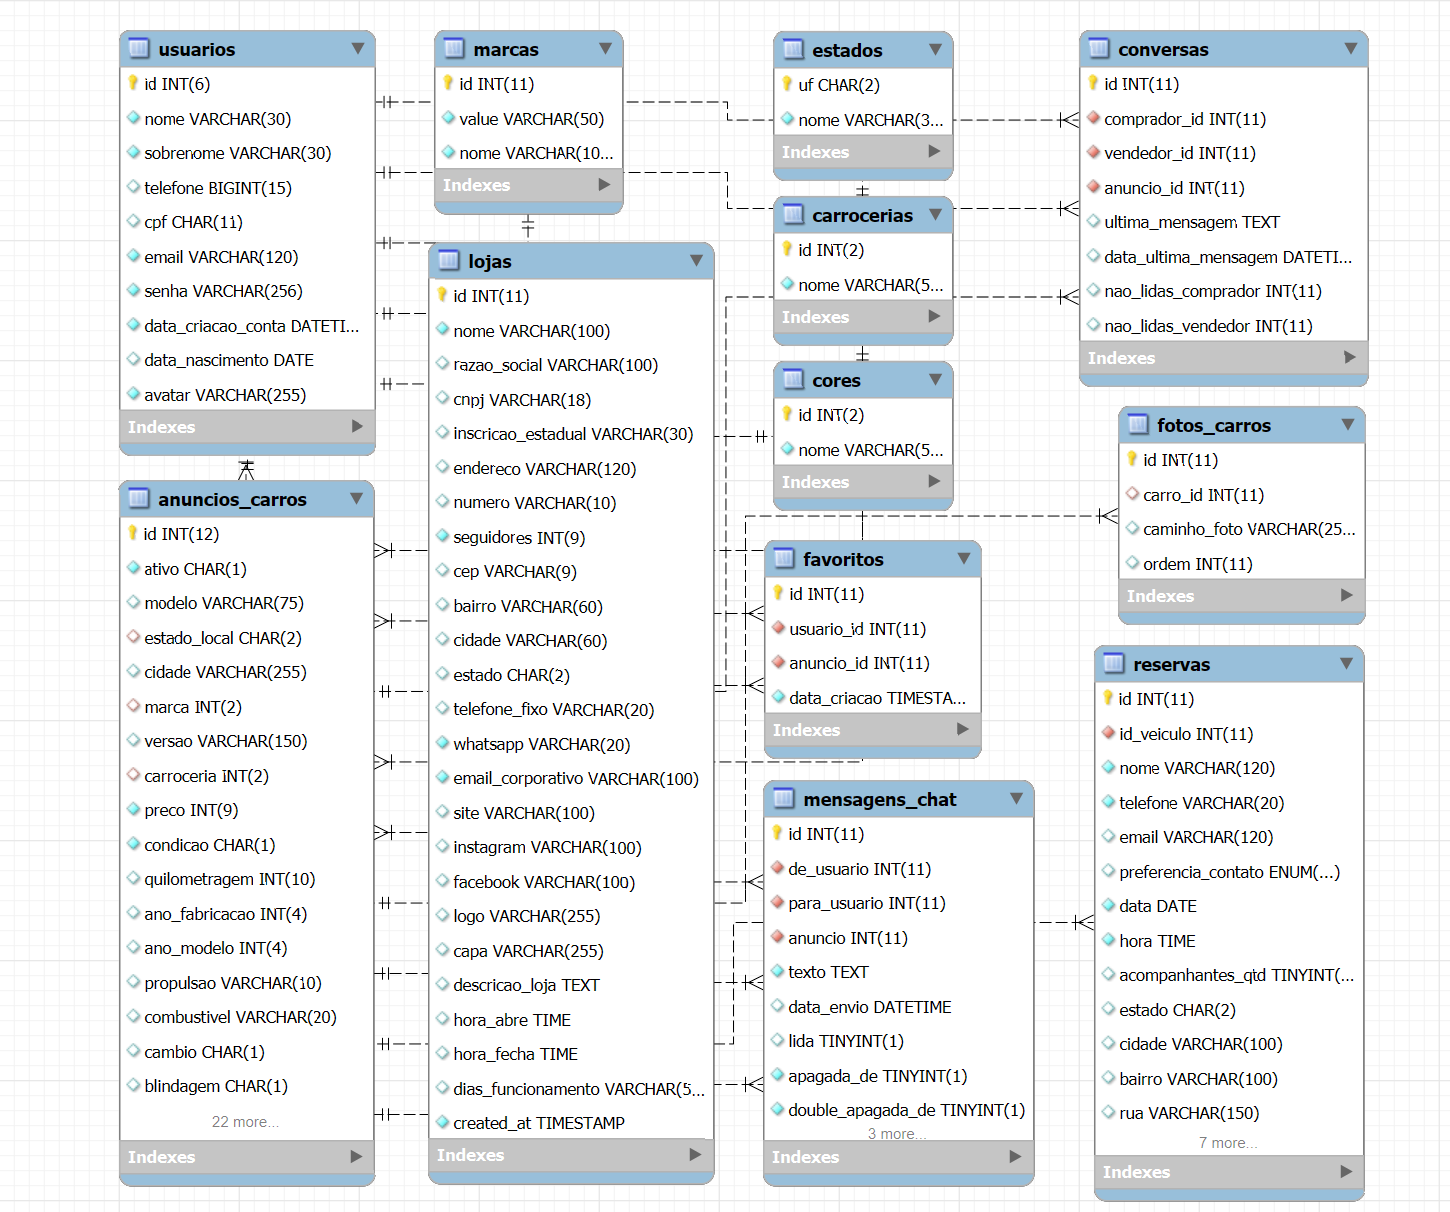 usuarios
id INT(6)
nome VARCHAR(30)
sobrenome VARCHAR(30)
telefone BIGINT(15)
cpf CHAR(11)
email VARCHAR(120)
senha VARCHAR(256)
data_criacao_conta DATETI...
data_nascimento DATE
avatar VARCHAR(255)
Indexes
marcas
id INT(11)
value VARCHAR(50)
nome VARCHAR(10...
Indexes
estados
uf CHAR(2)
nome VARCHAR(3...
Indexes
conversas
id INT(11)
comprador_id INT(11)
vendedor_id INT(11)
anuncio_id INT(11)
ultima_mensagem TEXT
data_ultima_mensagem DATETI...
nao_lidas_comprador INT(11)
nao_lidas_vendedor INT(11)
Indexes
carrocerias
id INT(2)
nome VARCHAR(5...
Indexes
lojas
id INT(11)
nome VARCHAR(100)
razao_social VARCHAR(100)
cnpj VARCHAR(18)
inscricao_estadual VARCHAR(30)
endereco VARCHAR(120)
numero VARCHAR(10)
seguidores INT(9)
cep VARCHAR(9)
bairro VARCHAR(60)
cidade VARCHAR(60)
estado CHAR(2)
telefone_fixo VARCHAR(20)
whatsapp VARCHAR(20)
email_corporativo VARCHAR(100)
site VARCHAR(100)
instagram VARCHAR(100)
facebook VARCHAR(100)
logo VARCHAR(255)
capa VARCHAR(255)
descricao_loja TEXT
hora_abre TIME
hora_fecha TIME
dias_funcionamento VARCHAR(5...
created_at TIMESTAMP
Indexes
cores
id INT(2)
nome VARCHAR(5...
Indexes
fotos_carros
id INT(11)
carro_id INT(11)
caminho_foto VARCHAR(25...
ordem INT(11)
Indexes
anuncios_carros
id INT(12)
ativo CHAR(1)
modelo VARCHAR(75)
estado_local CHAR(2)
cidade VARCHAR(255)
marca INT(2)
versao VARCHAR(150)
carroceria INT(2)
preco INT(9)
condicao CHAR(1)
quilometragem INT(10)
ano_fabricacao INT(4)
ano_modelo INT(4)
propulsao VARCHAR(10)
combustivel VARCHAR(20)
cambio CHAR(1)
blindagem CHAR(1)
22 more...
Indexes
favoritos
id INT(11)
usuario_id INT(11)
anuncio_id INT(11)
data_criacao TIMESTA...
Indexes
mensagens_chat
id INT(11)
de_usuario INT(11)
para_usuario INT(11)
anuncio INT(11)
texto TEXT
data_envio DATETIME
lida TINYINT(1)
apagada_de TINYINT(1)
double_apagada_de TINYINT(1)
3 more...
Indexes
reservas
id INT(11)
id_veiculo INT(11)
nome VARCHAR(120)
telefone VARCHAR(20)
email VARCHAR(120)
preferencia_contato ENUM(...)
data DATE
hora TIME
acompanhantes_qtd TINYINT(...
estado CHAR(2)
cidade VARCHAR(100)
bairro VARCHAR(100)
rua VARCHAR(150)
7 more...
Indexes